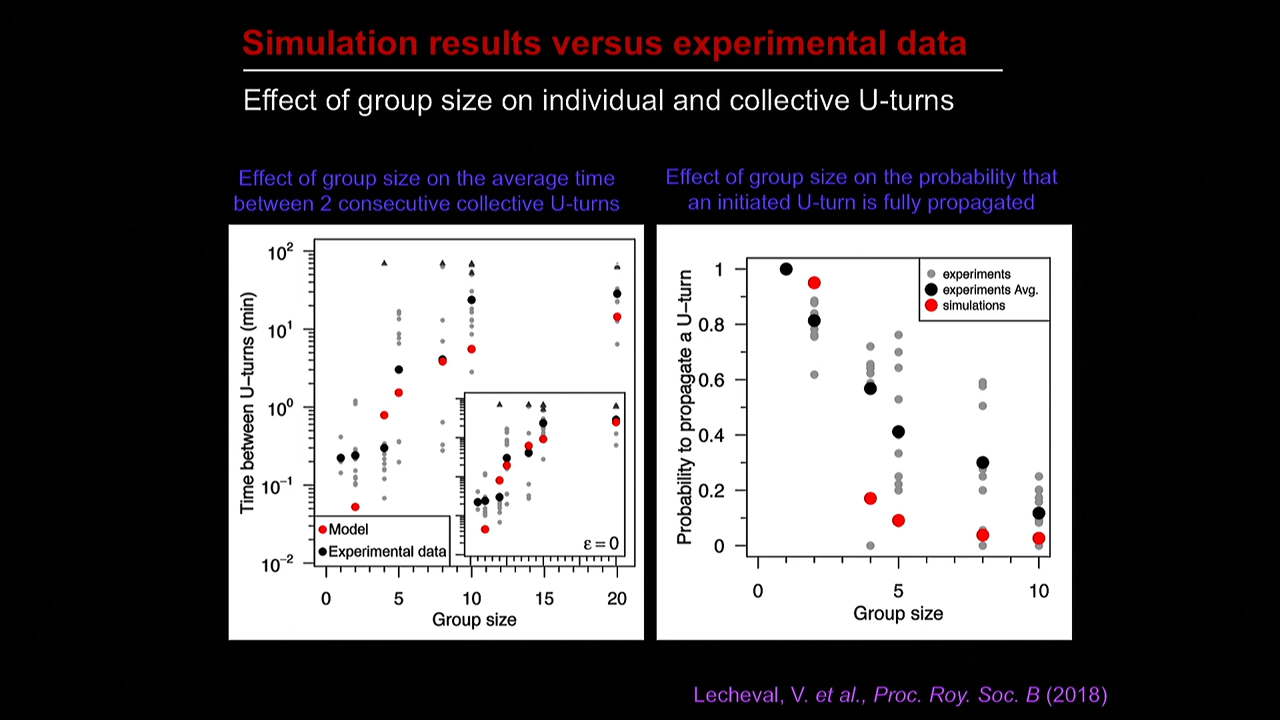 Simulation results versus experimental data
Effect of group size on individual and collective U-turns
Effect of group size on the average time
between 2 consecutive collective U-turns
Time between U−turns (min)
10²
10¹
10⁰
10⁻¹
10⁻²
Model
Experimental data
ε = 0
0 5 10 15 20
Group size
Effect of group size on the probability that
an initiated U-turn is fully propagated
Probability to propagate a U−turn
1
0.8
0.6
0.4
0.2
0
experiments
experiments Avg.
simulations
0 5 10
Group size
Lecheval, V. et al., Proc. Roy. Soc. B (2018)